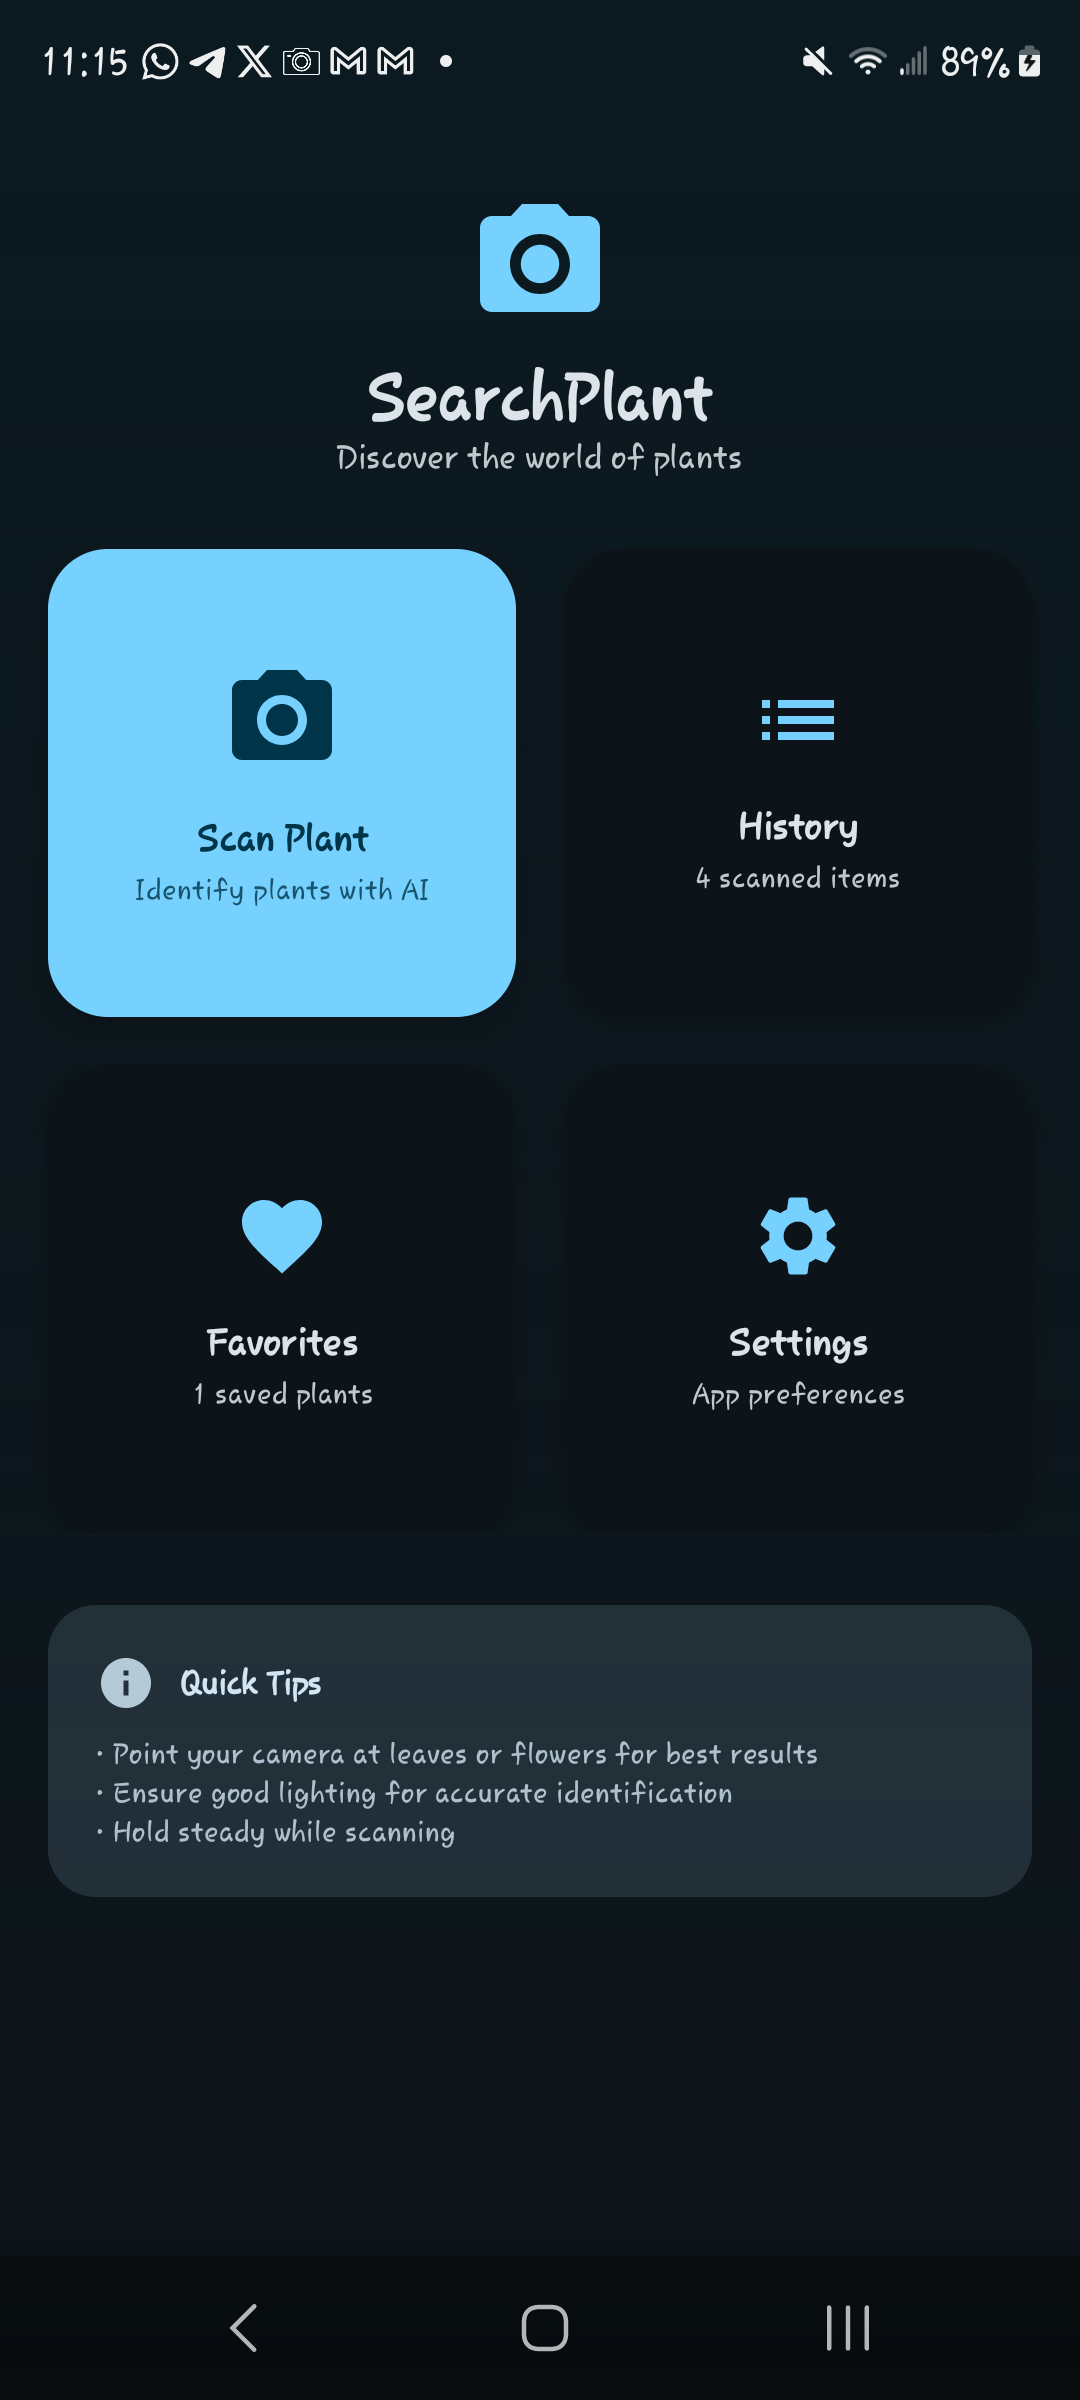 11:15
89%
SearchPlant
Discover the world of plants
Scan Plant
Identify plants with AI
History
4 scanned items
Favorites
1 saved plants
Settings
App preferences
Quick Tips
• Point your camera at leaves or flowers for best results
• Ensure good lighting for accurate identification
• Hold steady while scanning